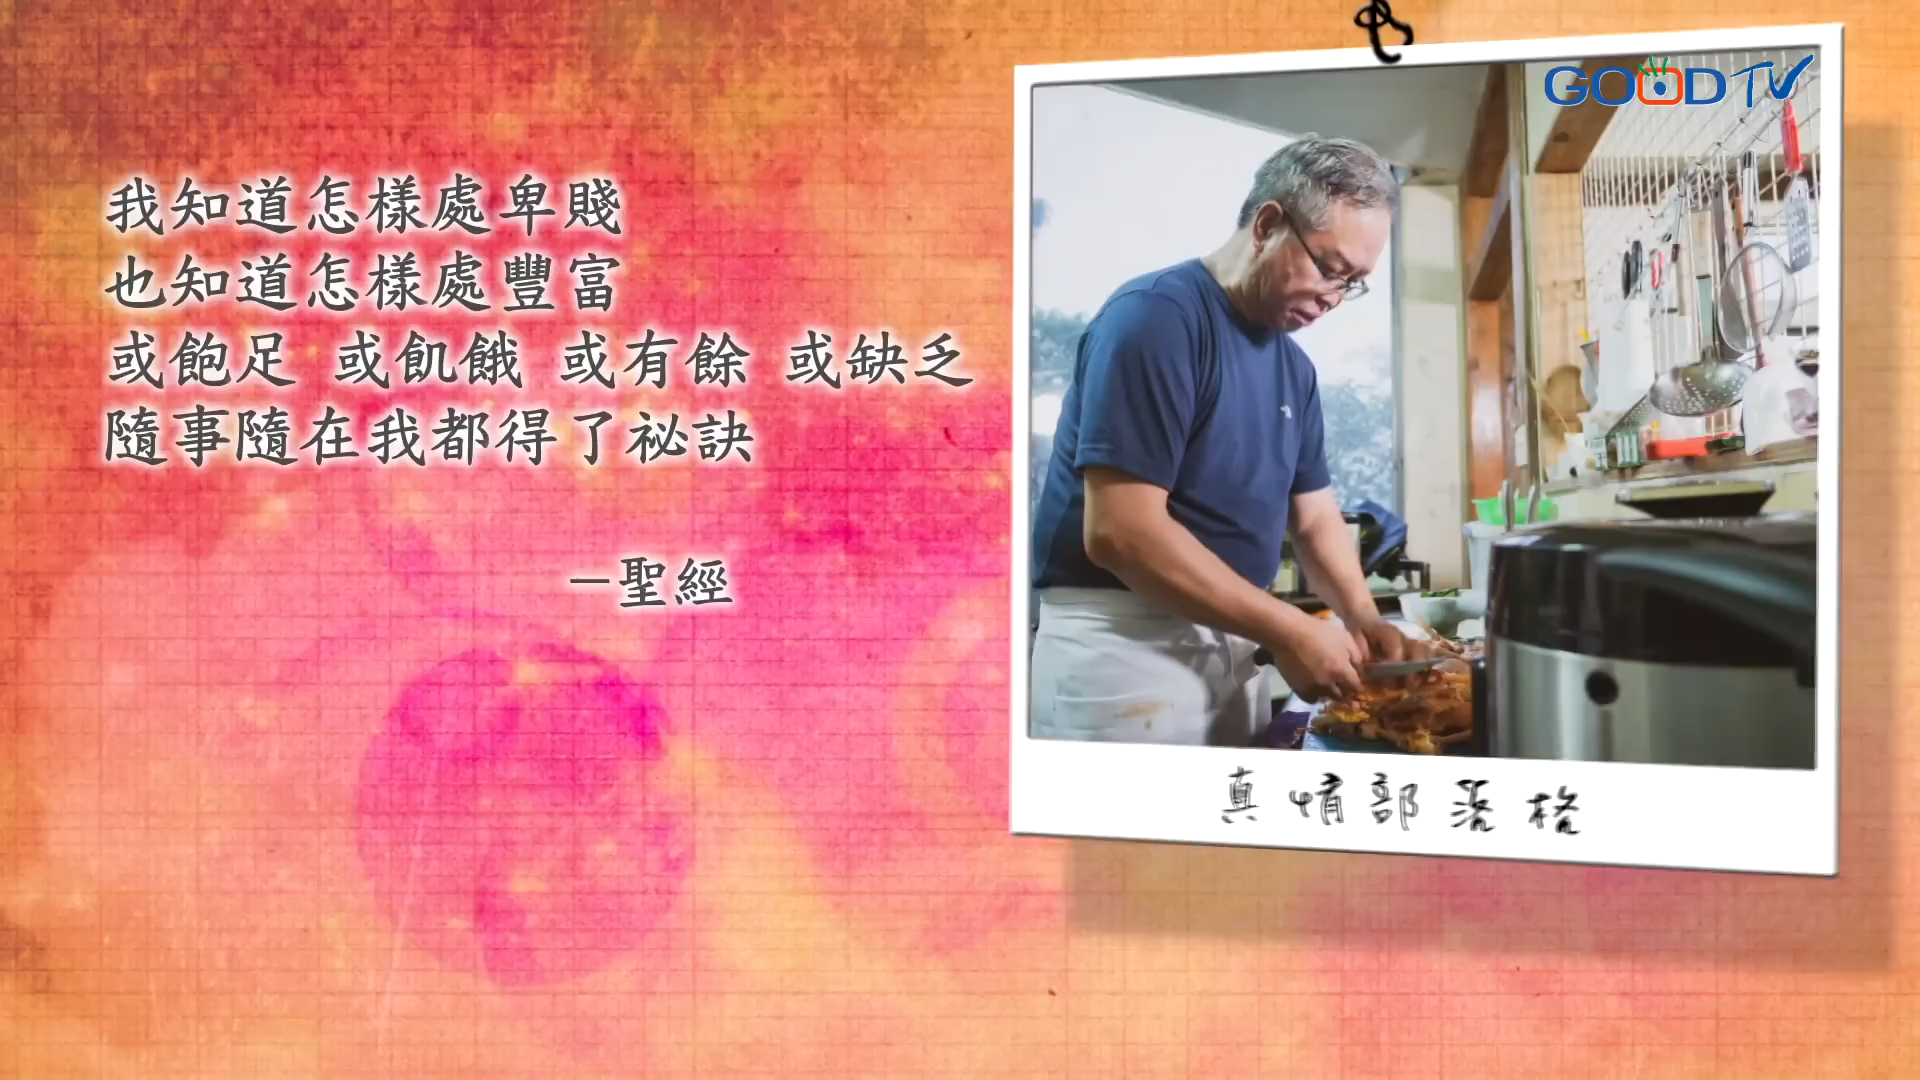 GOOD TV
我知道怎樣處卑賤
也知道怎樣處豐富
或飽足 或飢餓 或有餘 或缺乏
隨事隨在我都得了祕訣
—聖經
真情部落格